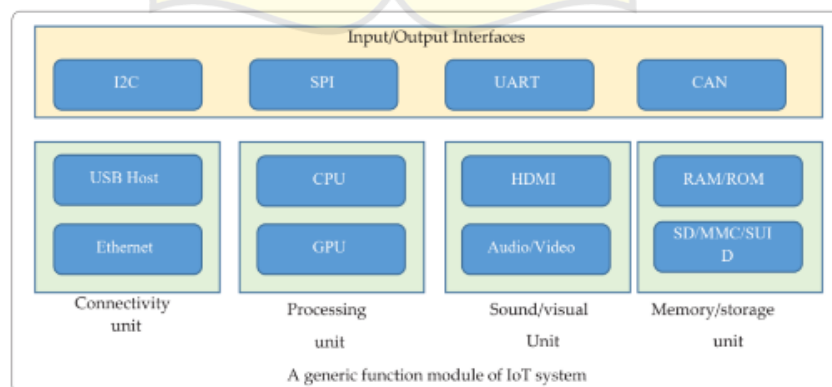 Input/Output Interfaces
I2C
SPI
UART
CAN
USB Host
CPU
HDMI
RAM/ROM
Ethernet
GPU
Audio/Video
SD/MMC/SUI
D
Connectivity
unit
Processing
unit
Sound/visual
Unit
Memory/storage
unit
A generic function module of IoT system